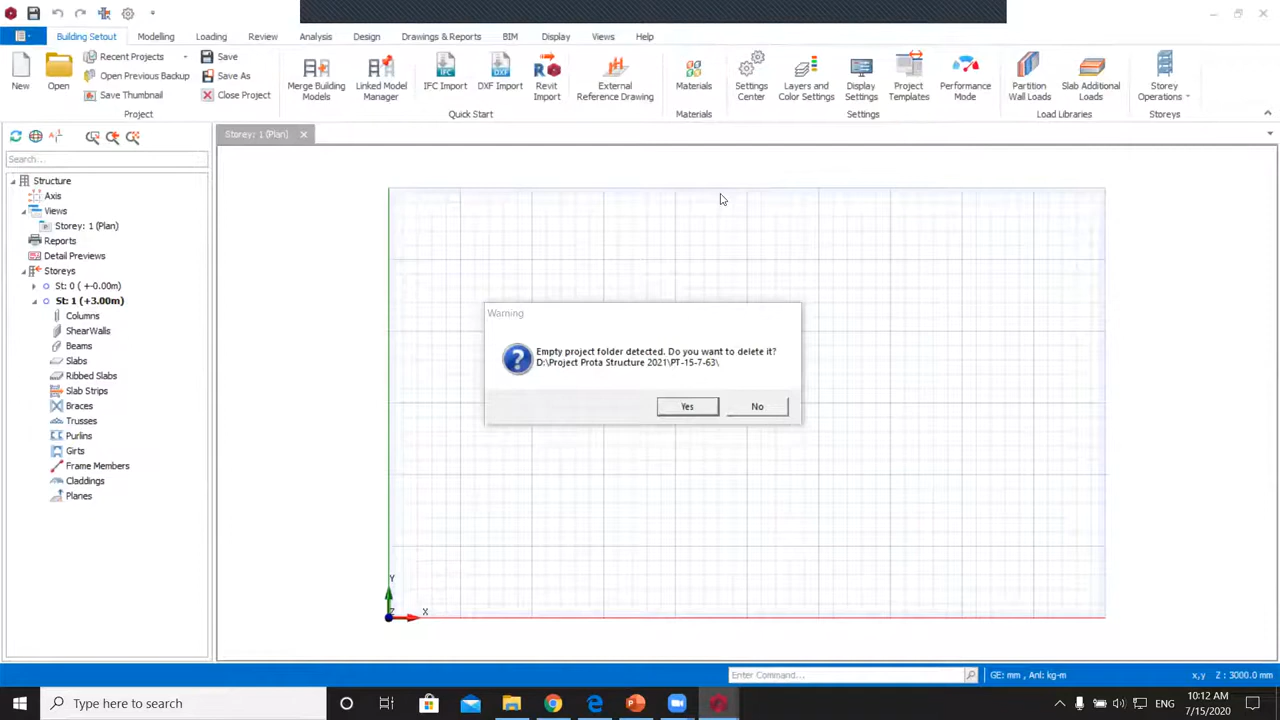 Building Setout
Modelling
Loading
Review
Analysis
Design
Drawings & Reports
BIM
Display
Views
Help
New
Open
Recent Projects
Open Previous Backup
Save Thumbnail
Save
Save As
Close Project
Project
Merge Building Models
Linked Model Manager
IFC Import
DXF Import
Revit Import
External Reference Drawing
Quick Start
Materials
Materials
Settings Center
Layers and Color Settings
Display Settings
Project Templates
Performance Mode
Settings
Partition Wall Loads
Slab Additional Loads
Load Libraries
Storey Operations
Storeys
Storey: 1 (Plan)
Search...
Structure
Axis
Views
Storey: 1 (Plan)
Reports
Detail Previews
Storeys
St: 0 ( +-0.00m)
St: 1 (+3.00m)
Columns
ShearWalls
Beams
Slabs
Ribbed Slabs
Slab Strips
Braces
Trusses
Purlins
Girts
Frame Members
Claddings
Planes
Warning
Empty project folder detected. Do you want to delete it?
D:\Project Prota Structure 2021\PT-15-7-63\
Yes
No
Y
Z
X
Enter Command...
GE: mm , Anl: kg-m
x,y
Z : 3000.0 mm
Type here to search
ENG
10:12 AM
7/15/2020